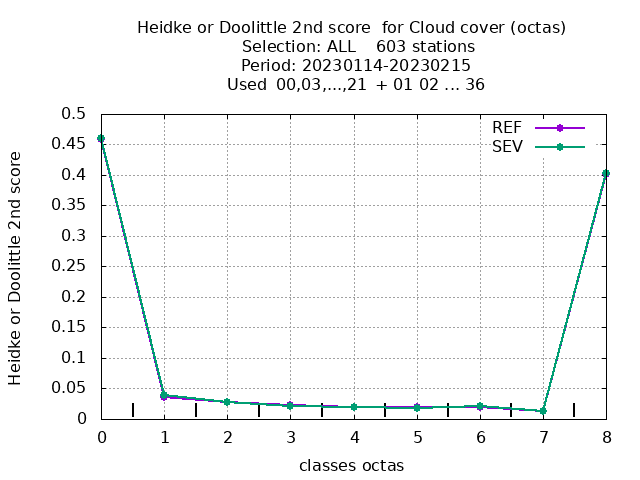 Heidke or Doolittle 2nd score  for Cloud cover (octas)
Selection: ALL    603 stations
Period: 20230114-20230215
Used  00,03,...,21  + 01 02 ... 36
REF
SEV
0.5
0.45
0.4
0.35
0.3
0.25
0.2
0.15
0.1
0.05
0
Heidke or Doolittle 2nd score
0 1 2 3 4 5 6 7 8
classes octas